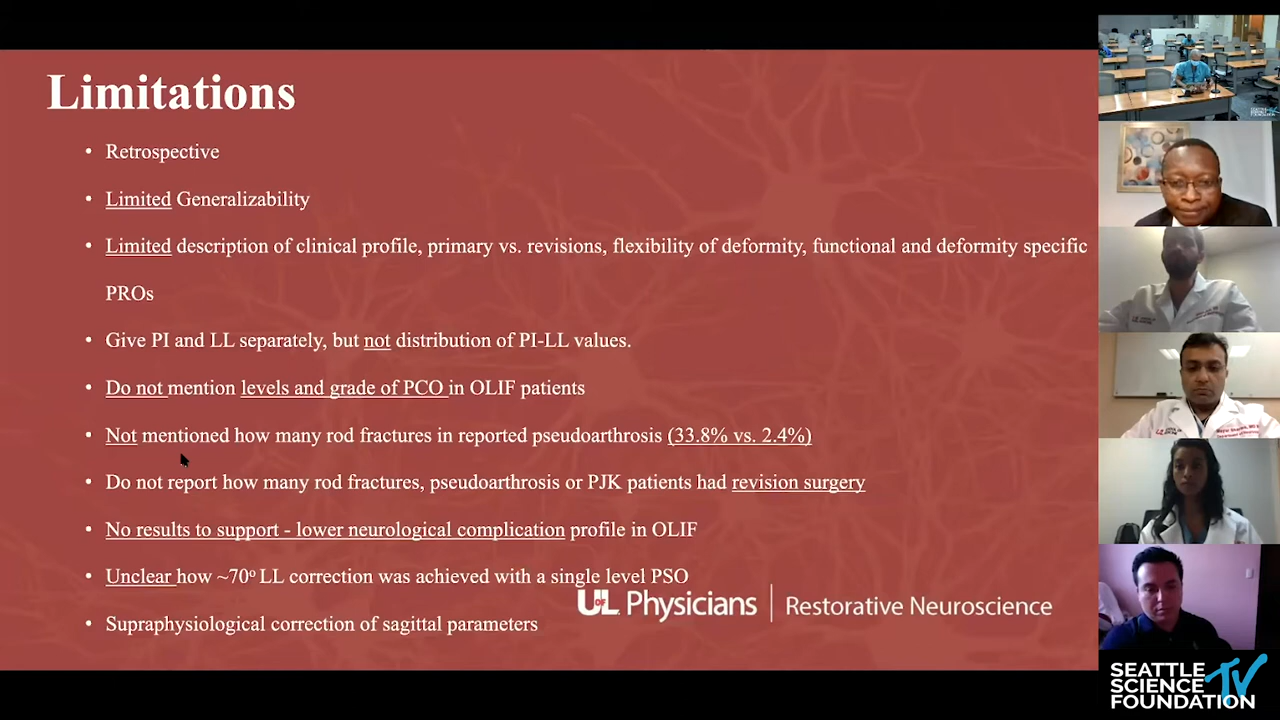 Limitations
• Retrospective
• Limited Generalizability
• Limited description of clinical profile, primary vs. revisions, flexibility of deformity, functional and deformity specific
PROs
• Give PI and LL separately, but not distribution of PI-LL values.
• Do not mention levels and grade of PCO in OLIF patients
• Not mentioned how many rod fractures in reported pseudoarthrosis (33.8% vs. 2.4%)
• Do not report how many rod fractures, pseudoarthrosis or PJK patients had revision surgery
• No results to support - lower neurological complication profile in OLIF
• Unclear how ~70º LL correction was achieved with a single level PSO
• Supraphysiological correction of sagittal parameters
UofL Physicians | Restorative Neuroscience
SEATTLE
SCIENCE TV
FOUNDATION